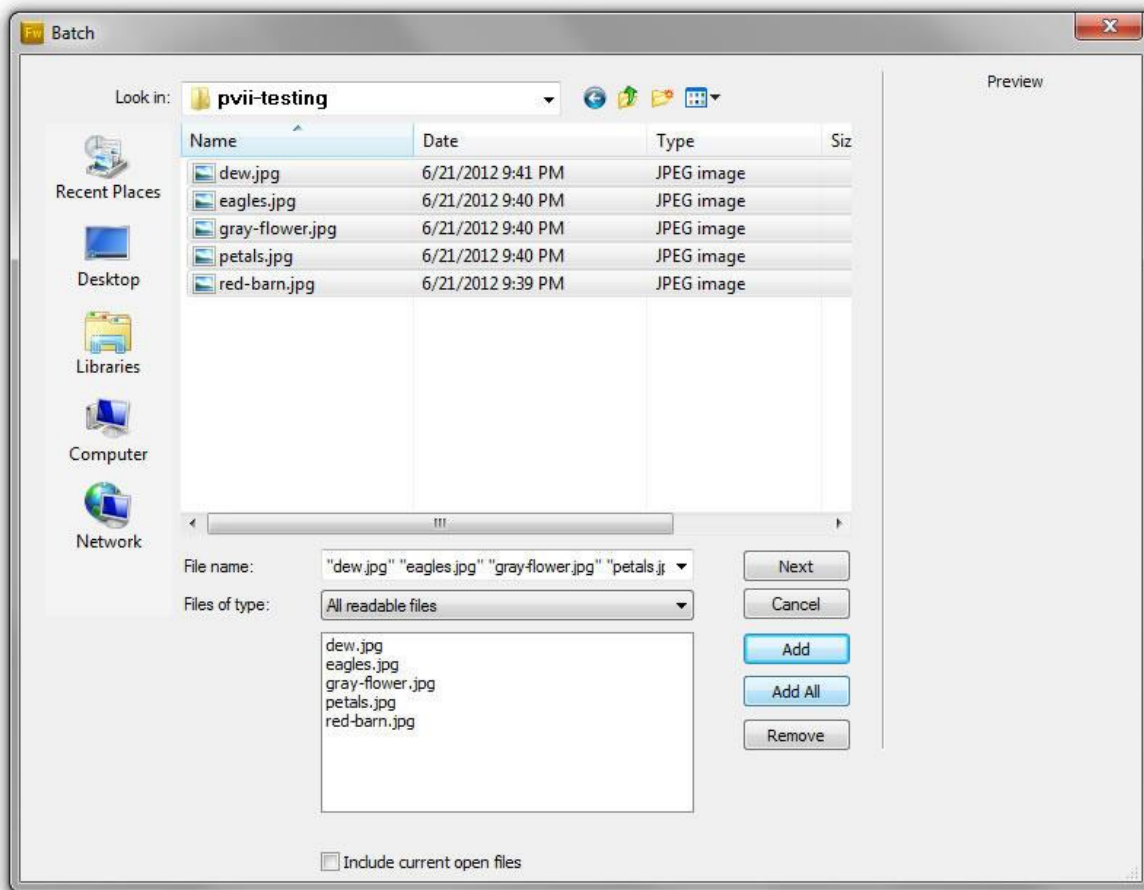 Fw Batch
Preview
Look in: pvii-testing
Name Date Type Siz
dew.jpg 6/21/2012 9:41 PM JPEG image
eagles.jpg 6/21/2012 9:40 PM JPEG image
gray-flower.jpg 6/21/2012 9:40 PM JPEG image
petals.jpg 6/21/2012 9:40 PM JPEG image
red-barn.jpg 6/21/2012 9:39 PM JPEG image
Recent Places
Desktop
Libraries
Computer
Network
File name: "dew.jpg" "eagles.jpg" "gray-flower.jpg" "petals.jp Next
Files of type: All readable files Cancel
dew.jpg
eagles.jpg
gray-flower.jpg
petals.jpg
red-barn.jpg
Add
Add All
Remove
Include current open files